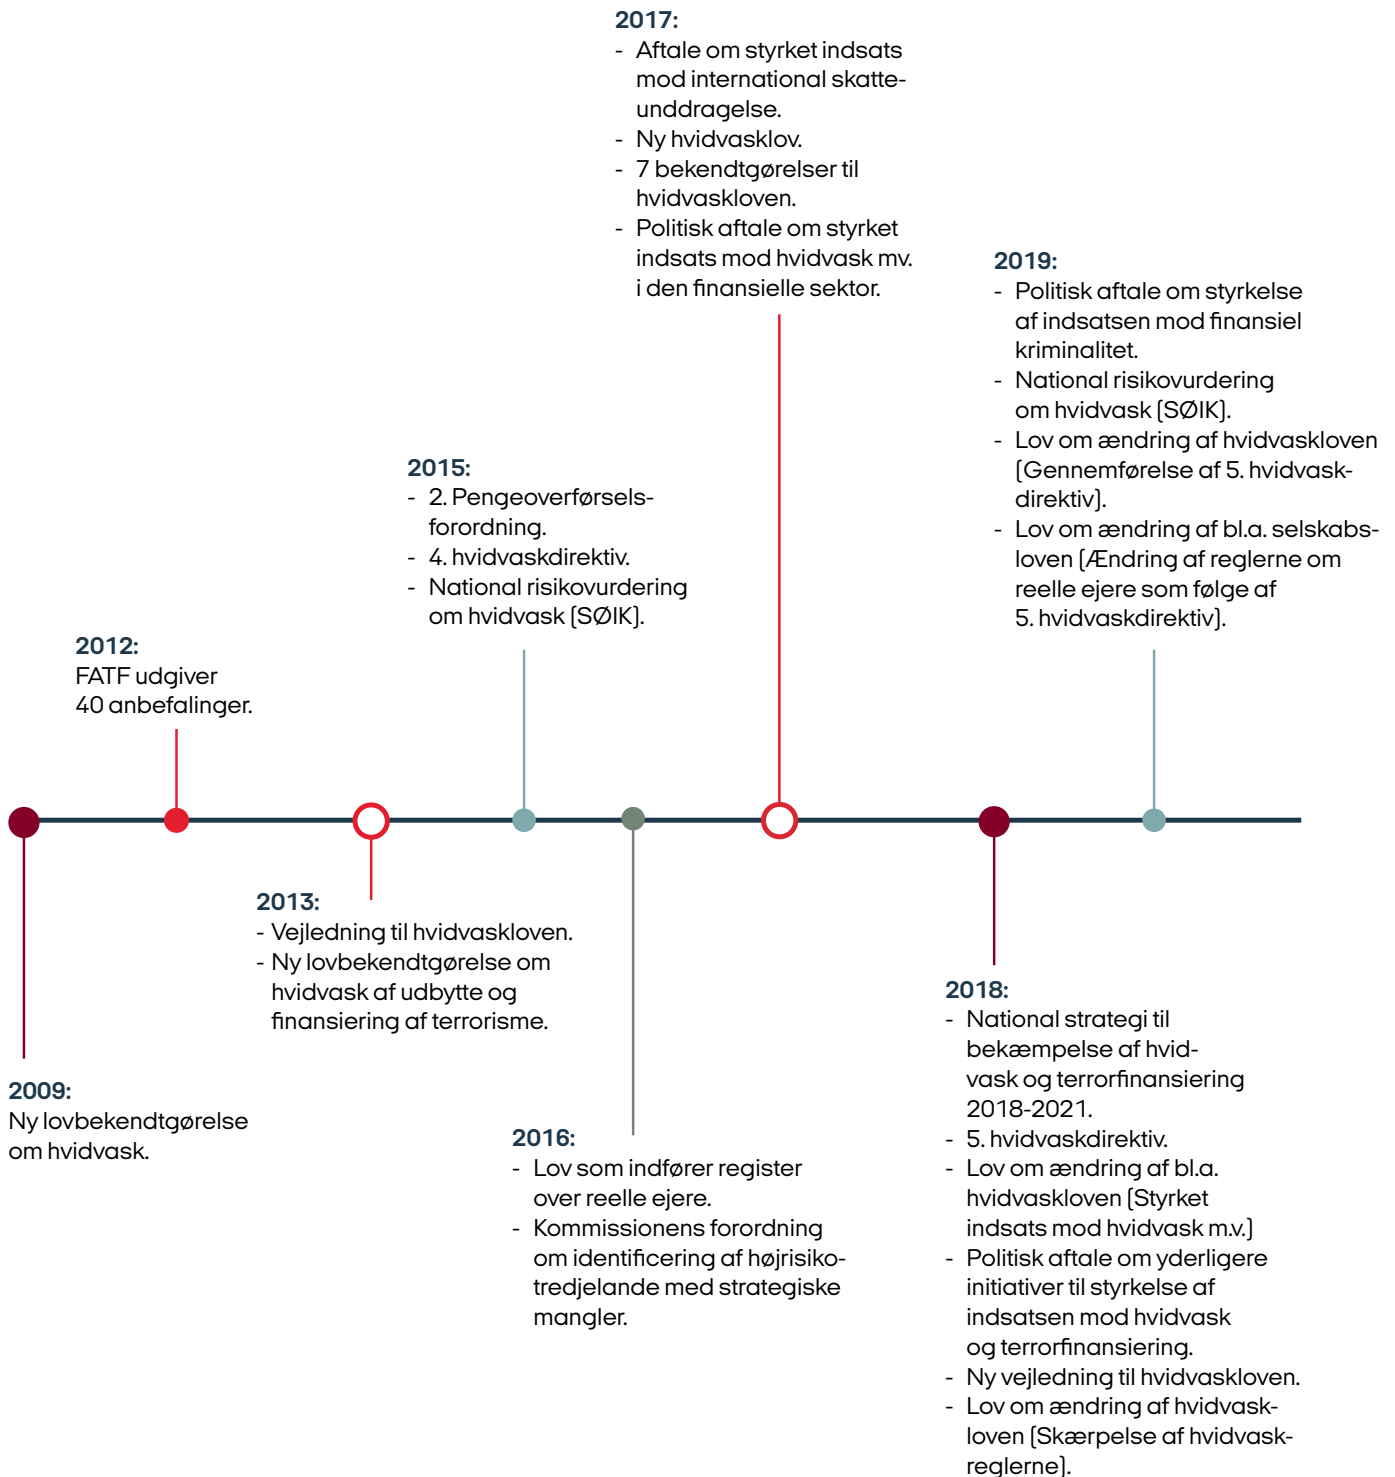 2017:
- Aftale om styrket indsats
mod international skatte-
unddragelse.
- Ny hvidvasklov.
- 7 bekendtgørelser til
hvidvaskloven.
- Politisk aftale om styrket
indsats mod hvidvask mv.
i den finansielle sektor.
2019:
- Politisk aftale om styrkelse
af indsatsen mod finansiel
kriminalitet.
- National risikovurdering
om hvidvask (SØIK).
- Lov om ændring af hvidvaskloven
(Gennemførelse af 5. hvidvask-
direktiv).
- Lov om ændring af bl.a. selskabs-
loven (Ændring af reglerne om
reelle ejere som følge af
5. hvidvaskdirektiv).
2015:
- 2. Pengeoverførsels-
forordning.
- 4. hvidvaskdirektiv.
- National risikovurdering
om hvidvask (SØIK).
2012:
FATF udgiver
40 anbefalinger.
2013:
- Vejledning til hvidvaskloven.
- Ny lovbekendtgørelse om
hvidvask af udbytte og
finansiering af terrorisme.
2009:
Ny lovbekendtgørelse
om hvidvask.
2016:
- Lov som indfører register
over reelle ejere.
- Kommissionens forordning
om identificering af højrisiko-
tredjelande med strategiske
mangler.
2018:
- National strategi til
bekæmpelse af hvid-
vask og terrorfinansiering
2018-2021.
- 5. hvidvaskdirektiv.
- Lov om ændring af bl.a.
hvidvaskloven (Styrket
indsats mod hvidvask m.v.)
- Politisk aftale om yderligere
initiativer til styrkelse af
indsatsen mod hvidvask
og terrorfinansiering.
- Ny vejledning til hvidvaskloven.
- Lov om ændring af hvidvask-
loven (Skærpelse af hvidvask-
reglerne).